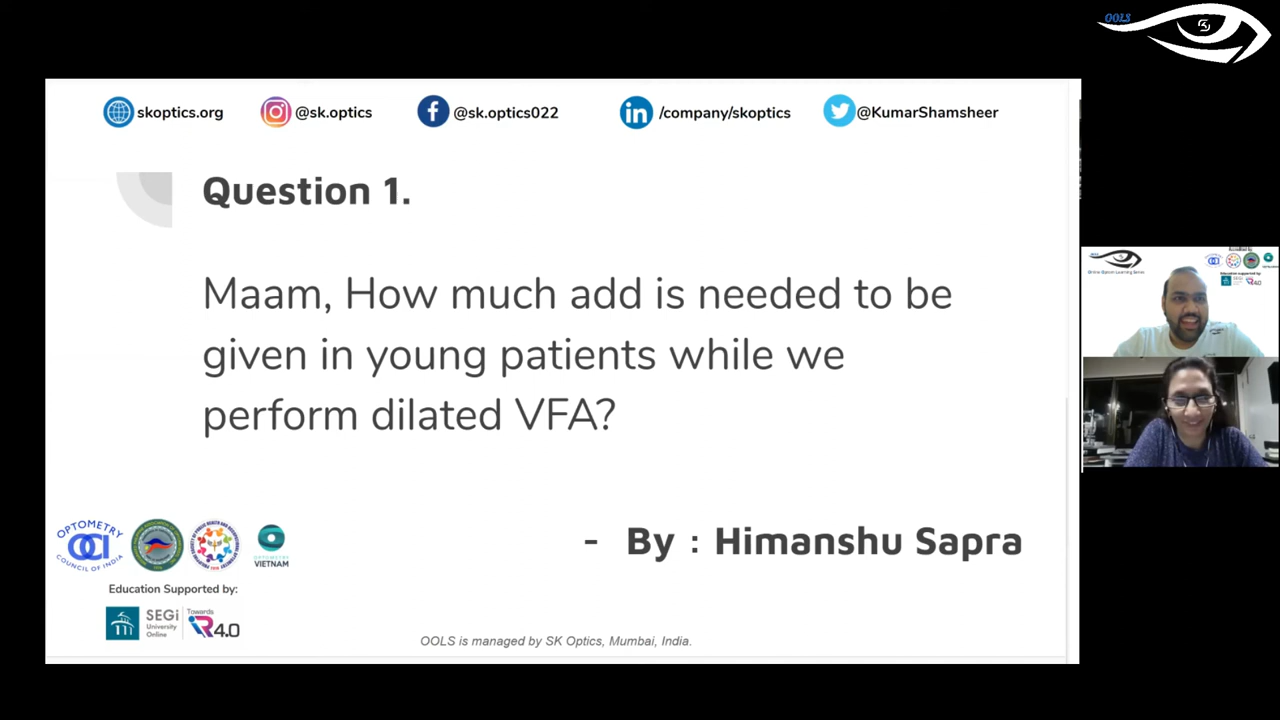 OOLS
skoptics.org
@sk.optics
@sk.optics022
/company/skoptics
@KumarShamsheer
Question 1.
Maam, How much add is needed to be
given in young patients while we
perform dilated VFA?
- By : Himanshu Sapra
OPTOMETRY
OCI
COUNCIL OF INDIA
OPTOMETRY
VIETNAM
Education Supported by:
SEGi
University
Online
Towards
iR4.0
OOLS is managed by SK Optics, Mumbai, India.